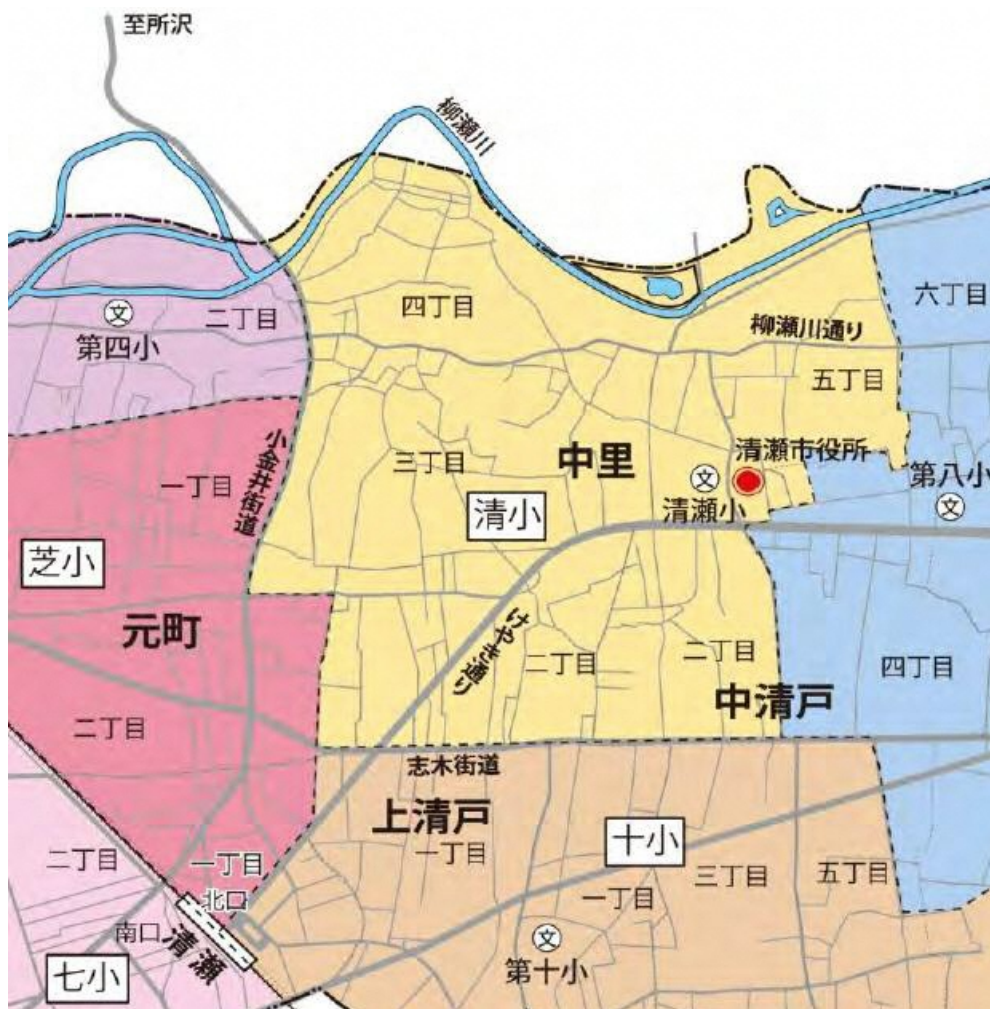 至所沢
柳瀬川
四丁目
六丁目
文
二丁目
第四小
柳瀬川通り
五丁目
小金井街道
中里
清瀬市役所
三丁目
一丁目
文
第八小
清瀬小
文
清小
芝小
元町
けやき通り
二丁目
二丁目
四丁目
中清戸
二丁目
志木街道
上清戸
十小
二丁目
一丁目
一丁目
三丁目
五丁目
北口
一丁目
南口
清瀬
文
第十小
七小